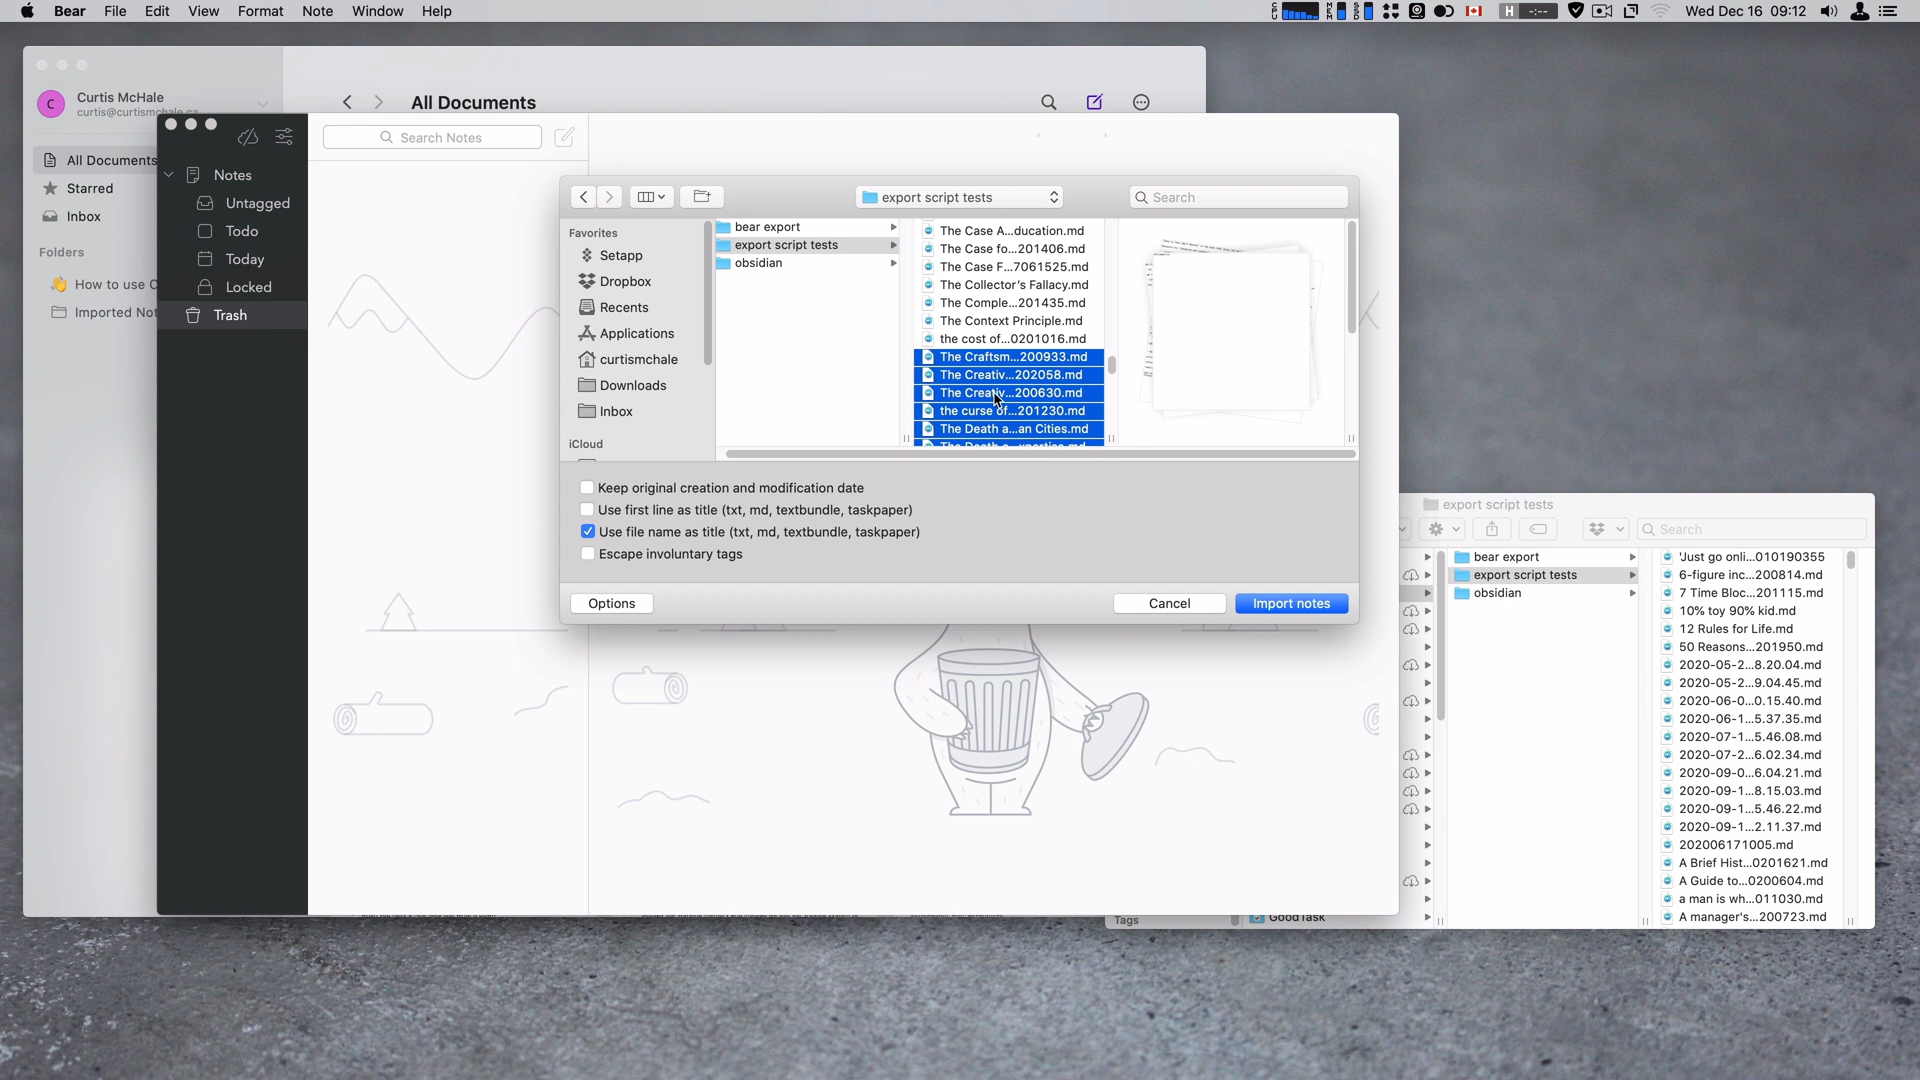 Bear File Edit View Format Note Window Help
H -:-- Wed Dec 16 09:12
C Curtis McHale
All Documents
All Documents
Starred
Inbox
Folders
How to use C
Imported Not
Search Notes
Notes
Untagged
Todo
Today
Locked
Trash
export script tests
Search
Favorites
Setapp
Dropbox
Recents
Applications
curtismchale
Downloads
Inbox
iCloud
bear export
export script tests
obsidian
The Case A...ducation.md
The Case fo...201406.md
The Case F...7061525.md
The Collector's Fallacy.md
The Comple...201435.md
The Context Principle.md
the cost of...0201016.md
The Craftsm...200933.md
The Creativ...202058.md
The Creativ...200630.md
the curse of...201230.md
The Death a...an Cities.md
Keep original creation and modification date
Use first line as title (txt, md, textbundle, taskpaper)
Use file name as title (txt, md, textbundle, taskpaper)
Escape involuntary tags
Options
Cancel
Import notes
export script tests
Search
bear export
export script tests
obsidian
'Just go onli...010190355
6-figure inc...200814.md
7 Time Bloc...201115.md
10% toy 90% kid.md
12 Rules for Life.md
50 Reasons...201950.md
2020-05-2...8.20.04.md
2020-05-2...9.04.45.md
2020-06-0...0.15.40.md
2020-06-1...5.37.35.md
2020-07-1...5.46.08.md
2020-07-2...6.02.34.md
2020-09-0...6.04.21.md
2020-09-1...8.15.03.md
2020-09-1...5.46.22.md
2020-09-1...2.11.37.md
202006171005.md
A Brief Hist...0201621.md
A Guide to...0200604.md
a man is wh...011030.md
A manager's...200723.md
Tags
GoodTask